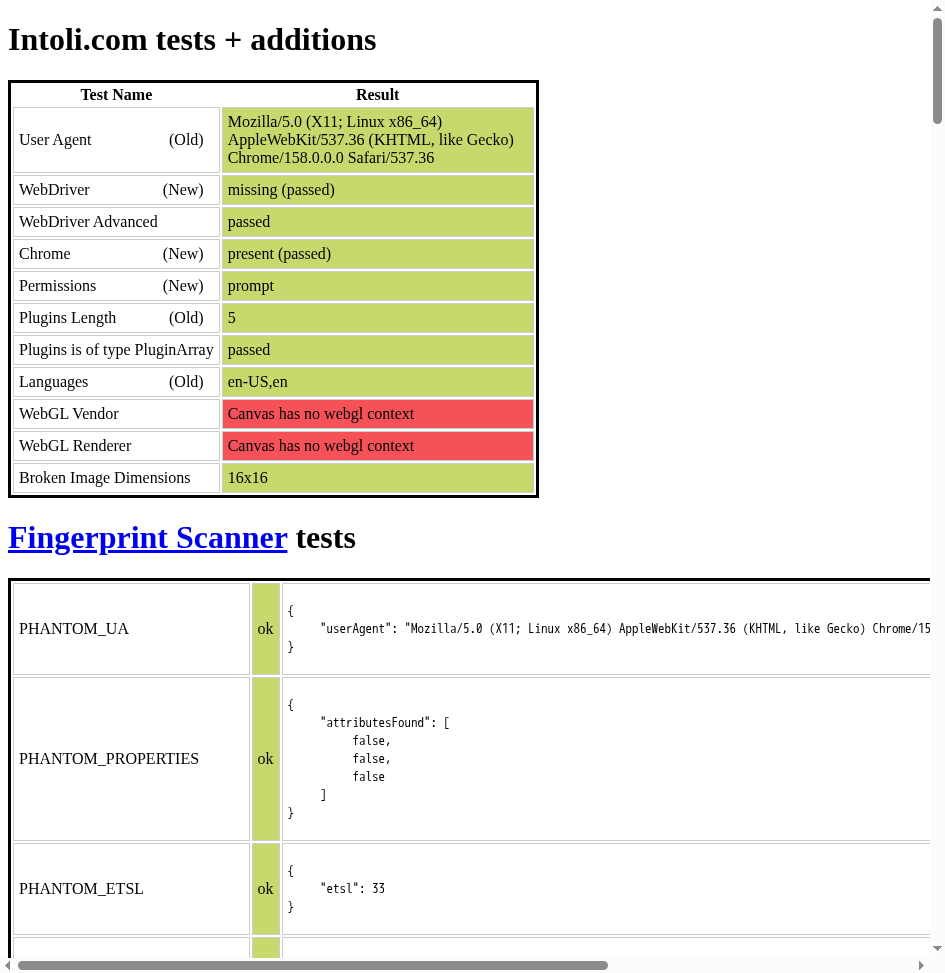 Intoli.com tests + additions
Test Name Result
User Agent (Old) Mozilla/5.0 (X11; Linux x86_64)
AppleWebKit/537.36 (KHTML, like Gecko)
Chrome/158.0.0.0 Safari/537.36
WebDriver (New) missing (passed)
WebDriver Advanced passed
Chrome (New) present (passed)
Permissions (New) prompt
Plugins Length (Old) 5
Plugins is of type PluginArray passed
Languages (Old) en-US,en
WebGL Vendor Canvas has no webgl context
WebGL Renderer Canvas has no webgl context
Broken Image Dimensions 16x16
Fingerprint Scanner tests
PHANTOM_UA ok {
"userAgent": "Mozilla/5.0 (X11; Linux x86_64) AppleWebKit/537.36 (KHTML, like Gecko) Chrome/15
}
PHANTOM_PROPERTIES ok {
"attributesFound": [
false,
false,
false
]
}
PHANTOM_ETSL ok {
"etsl": 33
}